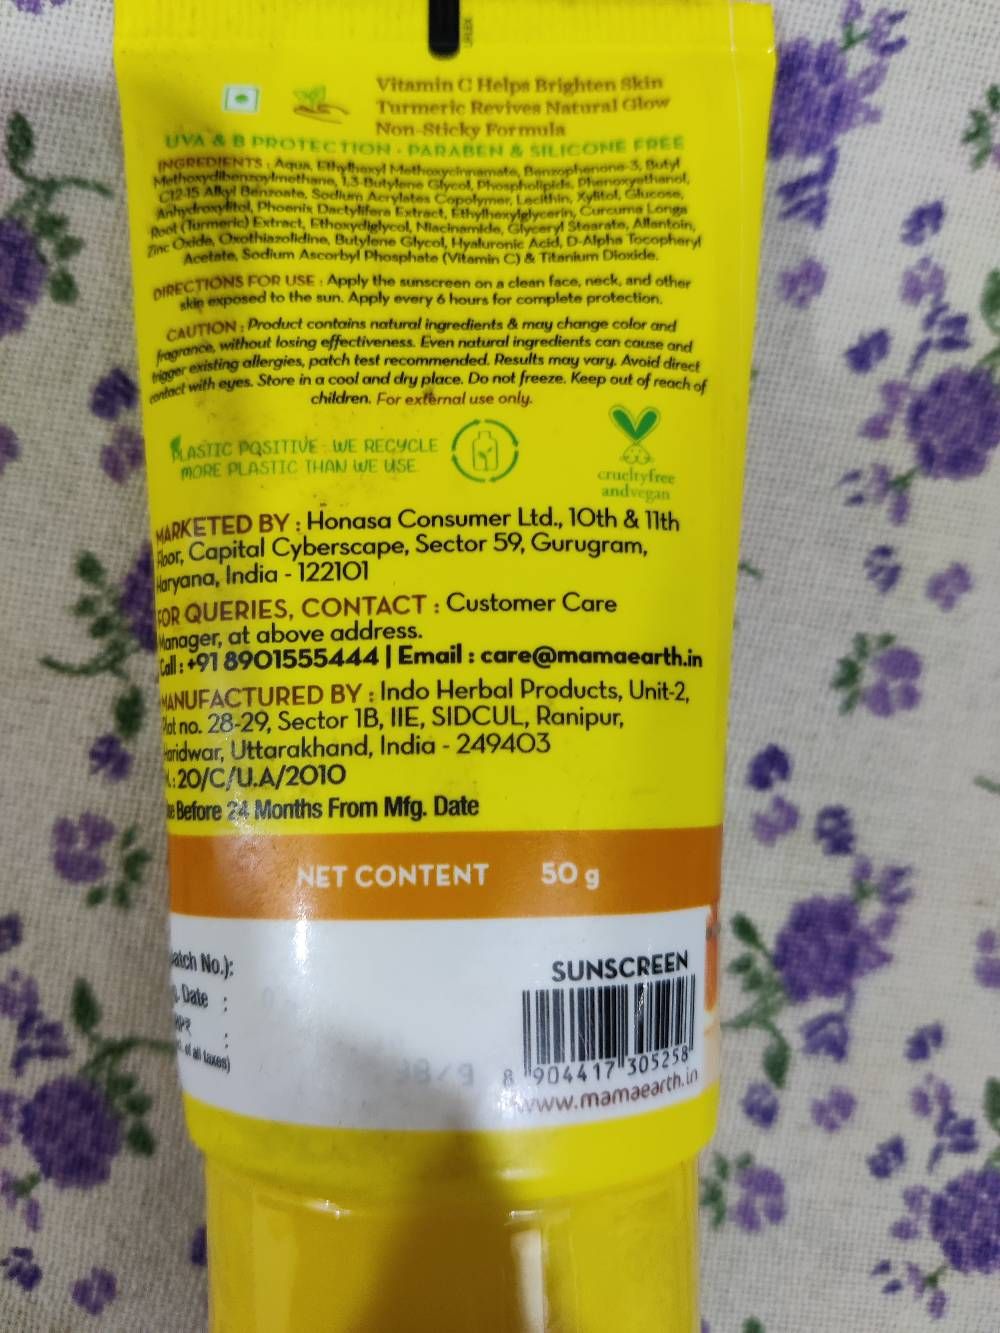 Vitamin C Helps Brighten Skin
Turmeric Revives Natural Glow
Non-Sticky Formula
UVA & B PROTECTION - PARABEN & SILICONE FREE
INGREDIENTS : Aqua, Ethylhexyl Methoxycinnamate, Benzophenone-3, Butyl
Methoxydibenzoylmethane, 1,3 Butylene Glycol, Phospholipids, Phenoxyethanol,
C12-15 Alkyl Benzoate, Sodium Acrylates Copolymer, Lecithin, Xylitol, Glucose,
Anhydroxylitol, Phoenix Dactylifera Extract, Ethylhexylglycerin, Curcuma Longa
Root (Turmeric) Extract, Ethoxydiglycol, Niacinamide, Glyceryl Stearate, Allantoin,
Zinc Oxide, Oxothiazolidine, Butylene Glycol, Hyaluronic Acid, D-Alpha Tocopheryl
Acetate, Sodium Ascorbyl Phosphate (Vitamin C) & Titanium Dioxide.
DIRECTIONS FOR USE : Apply the sunscreen on a clean face, neck, and other
skin exposed to the sun. Apply every 6 hours for complete protection.
CAUTION : Product contains natural ingredients & may change color and
fragrance, without losing effectiveness. Even natural ingredients can cause and
trigger existing allergies, patch test recommended. Results may vary. Avoid direct
contact with eyes. Store in a cool and dry place. Do not freeze. Keep out of reach of
children. For external use only.
PLASTIC POSITIVE - WE RECYCLE
MORE PLASTIC THAN WE USE
crueltyfree
andvegan
MARKETED BY : Honasa Consumer Ltd., 10th & 11th
Floor, Capital Cyberscape, Sector 59, Gurugram,
Haryana, India - 122101
FOR QUERIES, CONTACT : Customer Care
Manager, at above address.
Call : +91 8901555444 | Email : care@mamaearth.in
MANUFACTURED BY : Indo Herbal Products, Unit-2,
Plot no. 28-29, Sector 1B, IIE, SIDCUL, Ranipur,
Haridwar, Uttarakhand, India - 249403
: 20/C/U.A/2010
Before 24 Months From Mfg. Date
NET CONTENT 50 g
Batch No.):
Date :
:
of all taxes)
SUNSCREEN
8 904417 305258
www.mamaearth.in